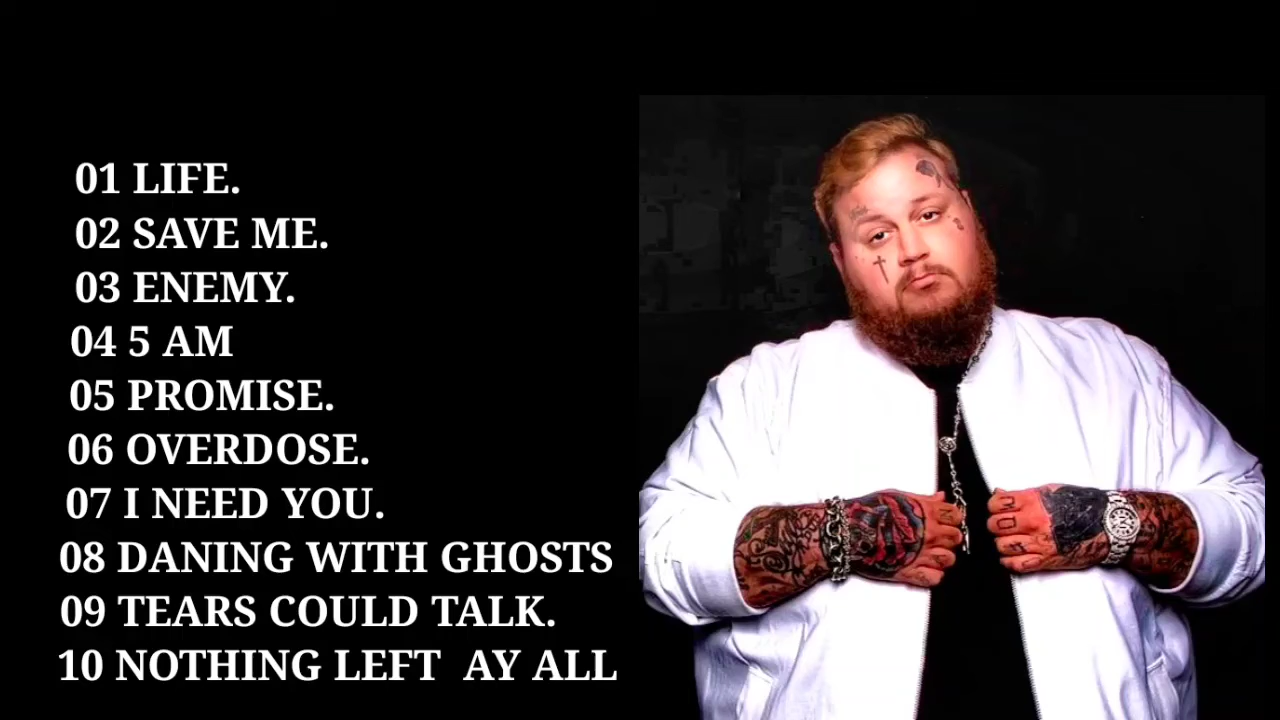 01 LIFE.
02 SAVE ME.
03 ENEMY.
04 5 AM
05 PROMISE.
06 OVERDOSE.
07 I NEED YOU.
08 DANING WITH GHOSTS
09 TEARS COULD TALK.
10 NOTHING LEFT  AY ALL